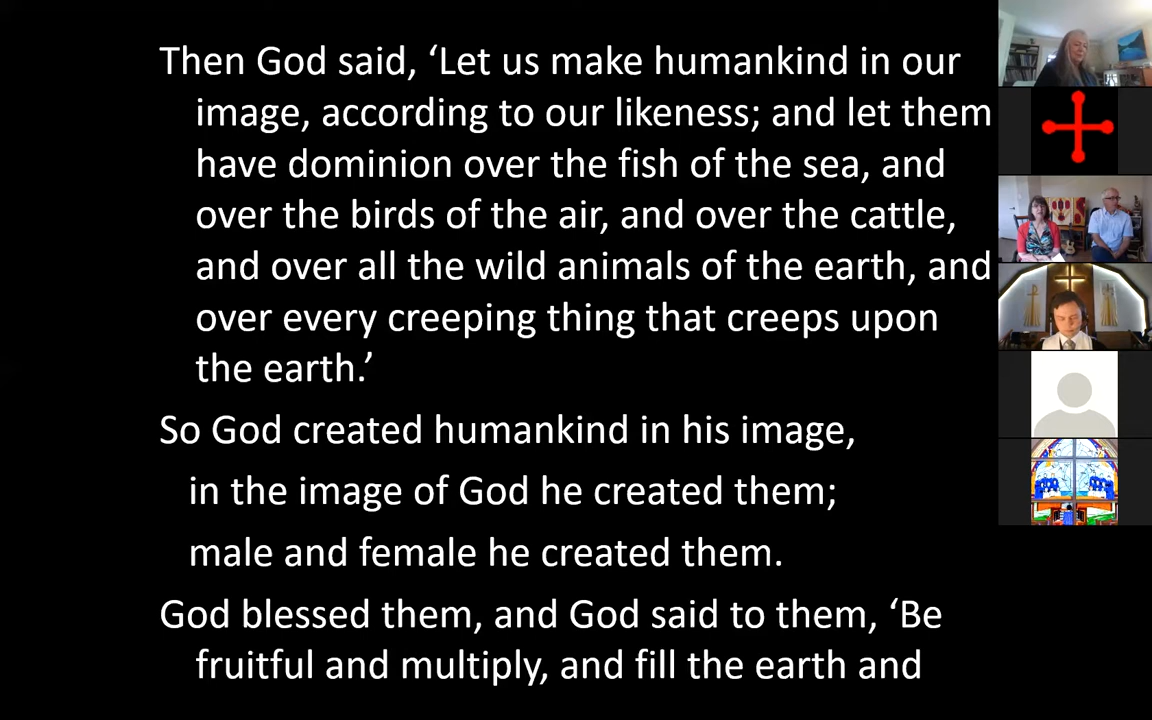 Then God said, ‘Let us make humankind in our
image, according to our likeness; and let them
have dominion over the fish of the sea, and
over the birds of the air, and over the cattle,
and over all the wild animals of the earth, and
over every creeping thing that creeps upon
the earth.’
So God created humankind in his image,
in the image of God he created them;
male and female he created them.
God blessed them, and God said to them, ‘Be
fruitful and multiply, and fill the earth and